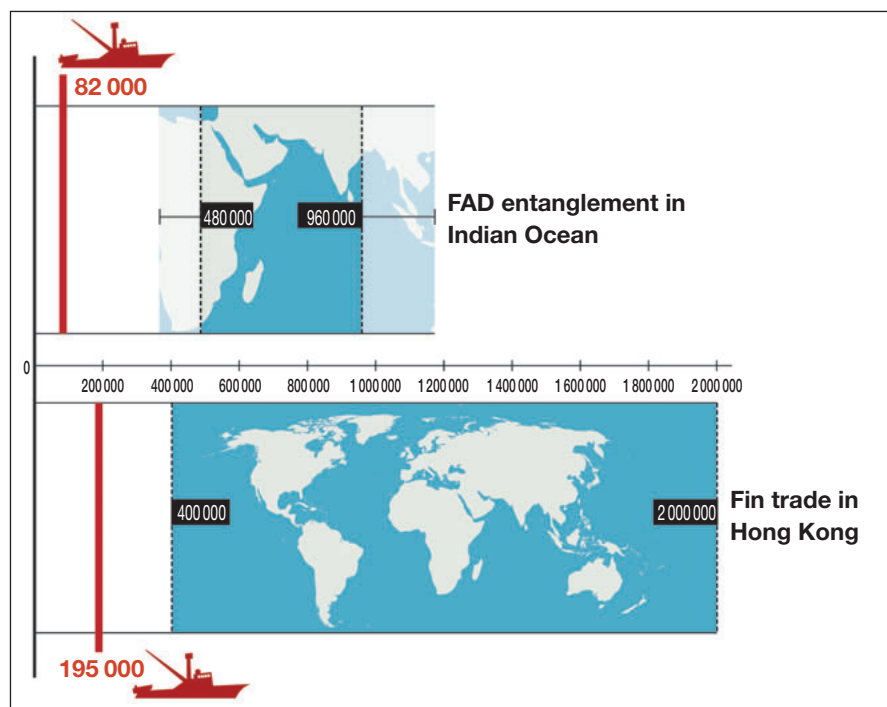 82 000
480 000
960 000
FAD entanglement in
Indian Ocean
0
200 000
400 000
600 000
800 000
1 000 000
1 200 000
1 400 000
1 600 000
1 800 000
2 000 000
400 000
2 000 000
Fin trade in
Hong Kong
195 000